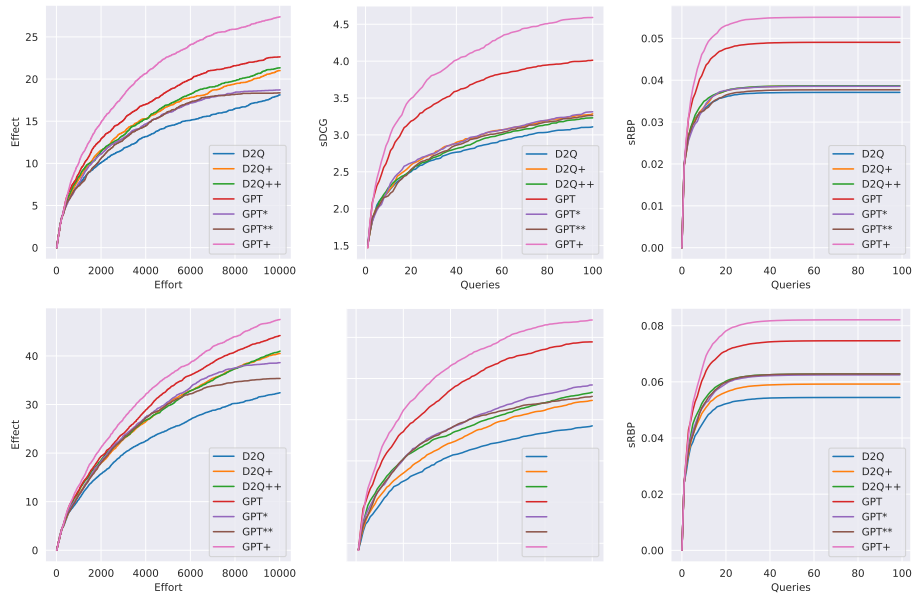 25
20
15
10
5
0
Effect
0 2000 4000 6000 8000 10000
Effort
D2Q
D2Q+
D2Q++
GPT
GPT*
GPT**
GPT+
4.5
4.0
3.5
3.0
2.5
2.0
1.5
sDCG
0 20 40 60 80 100
Queries
D2Q
D2Q+
D2Q++
GPT
GPT*
GPT**
GPT+
0.05
0.04
0.03
0.02
0.01
0.00
sRBP
0 20 40 60 80 100
Queries
D2Q
D2Q+
D2Q++
GPT
GPT*
GPT**
GPT+
40
30
20
10
0
Effect
0 2000 4000 6000 8000 10000
Effort
D2Q
D2Q+
D2Q++
GPT
GPT*
GPT**
GPT+
0.08
0.06
0.04
0.02
0.00
sRBP
0 20 40 60 80 100
Queries
D2Q
D2Q+
D2Q++
GPT
GPT*
GPT**
GPT+